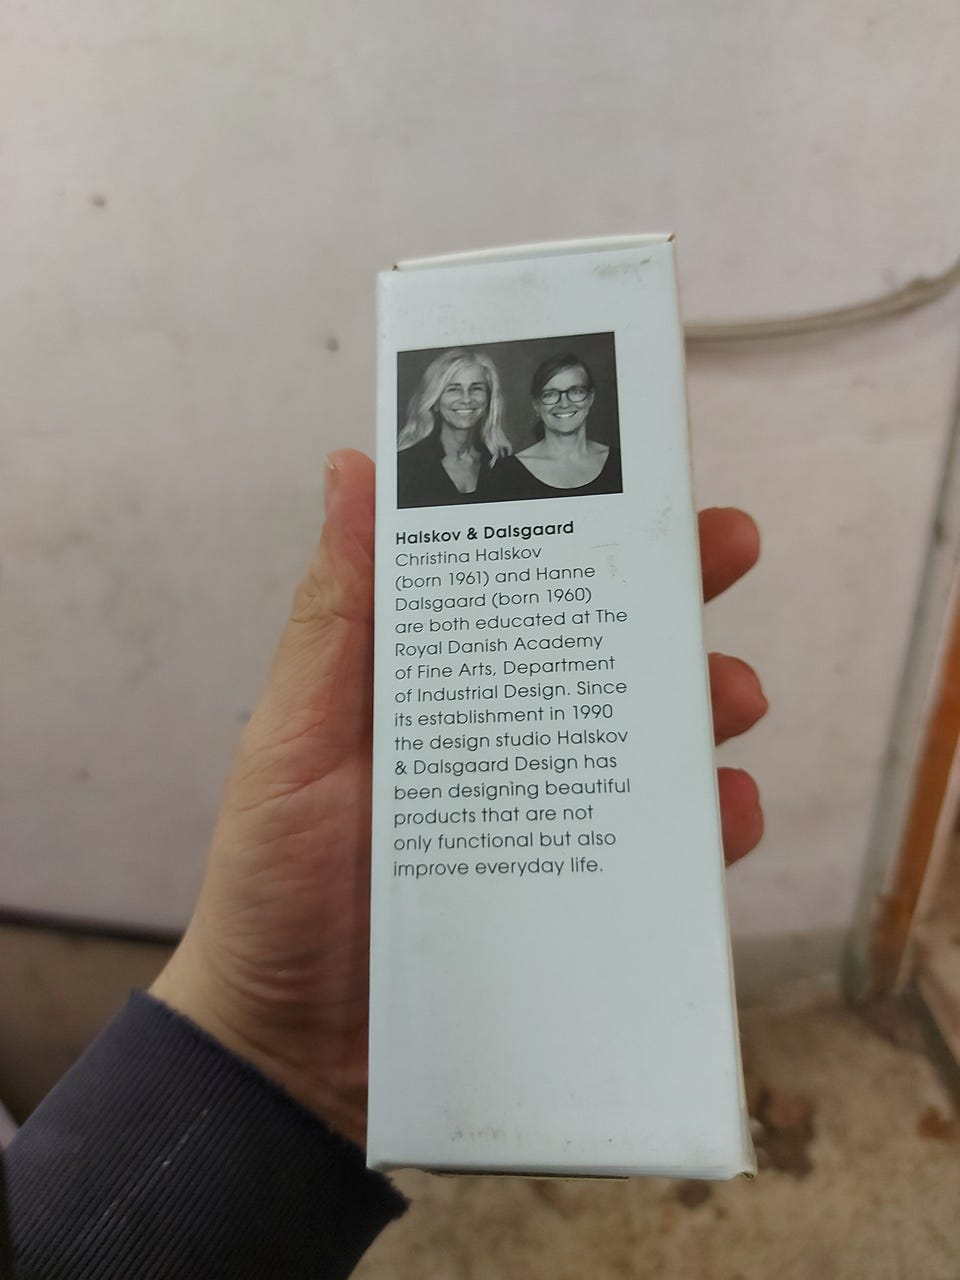 Halskov & Dalsgaard
Christina Halskov
(born 1961) and Hanne
Dalsgaard (born 1960)
are both educated at The
Royal Danish Academy
of Fine Arts, Department
of Industrial Design. Since
its establishment in 1990
the design studio Halskov
& Dalsgaard Design has
been designing beautiful
products that are not
only functional but also
improve everyday life.